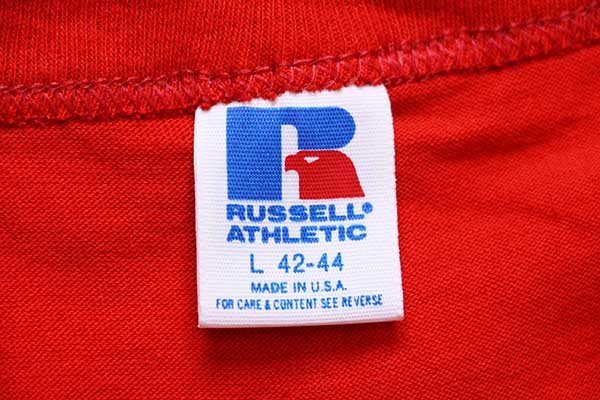 R
RUSSELL®
ATHLETIC
L 42-44
MADE IN U.S.A.
FOR CARE & CONTENT SEE REVERSE